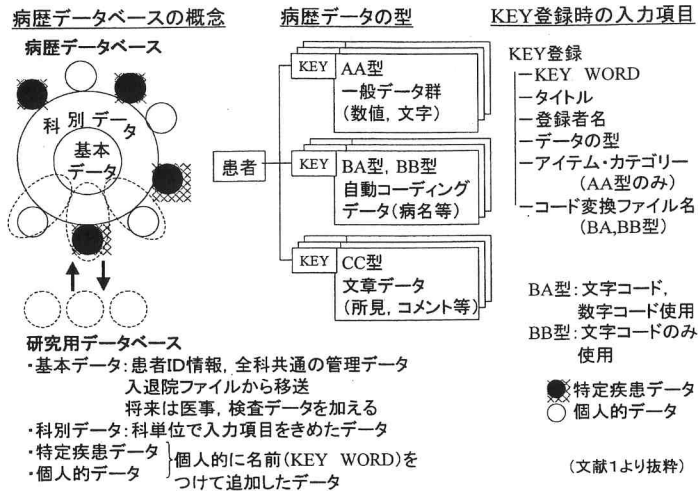 病歴データベースの概念
病歴データベース
科別データ
基本
データ
研究用データベース
・基本データ:患者ID情報, 全科共通の管理データ
入退院ファイルから移送
将来は医事, 検査データを加える
・科別データ:科単位で入力項目をきめたデータ
・特定疾患データ
・個人的データ
個人的に名前(KEY WORD)を
つけて追加したデータ
病歴データの型
患者
KEY
AA型
一般データ群
(数値, 文字)
KEY
BA型, BB型
自動コーディング
データ(病名等)
KEY
CC型
文章データ
(所見, コメント等)
KEY登録時の入力項目
KEY登録
KEY WORD
タイトル
登録者名
データの型
アイテム・カテゴリー
(AA型のみ)
コード変換ファイル名
(BA,BB型)
BA型:文字コード,
数字コード使用
BB型:文字コードのみ
使用
特定疾患データ
個人的データ
(文献1より抜粋)